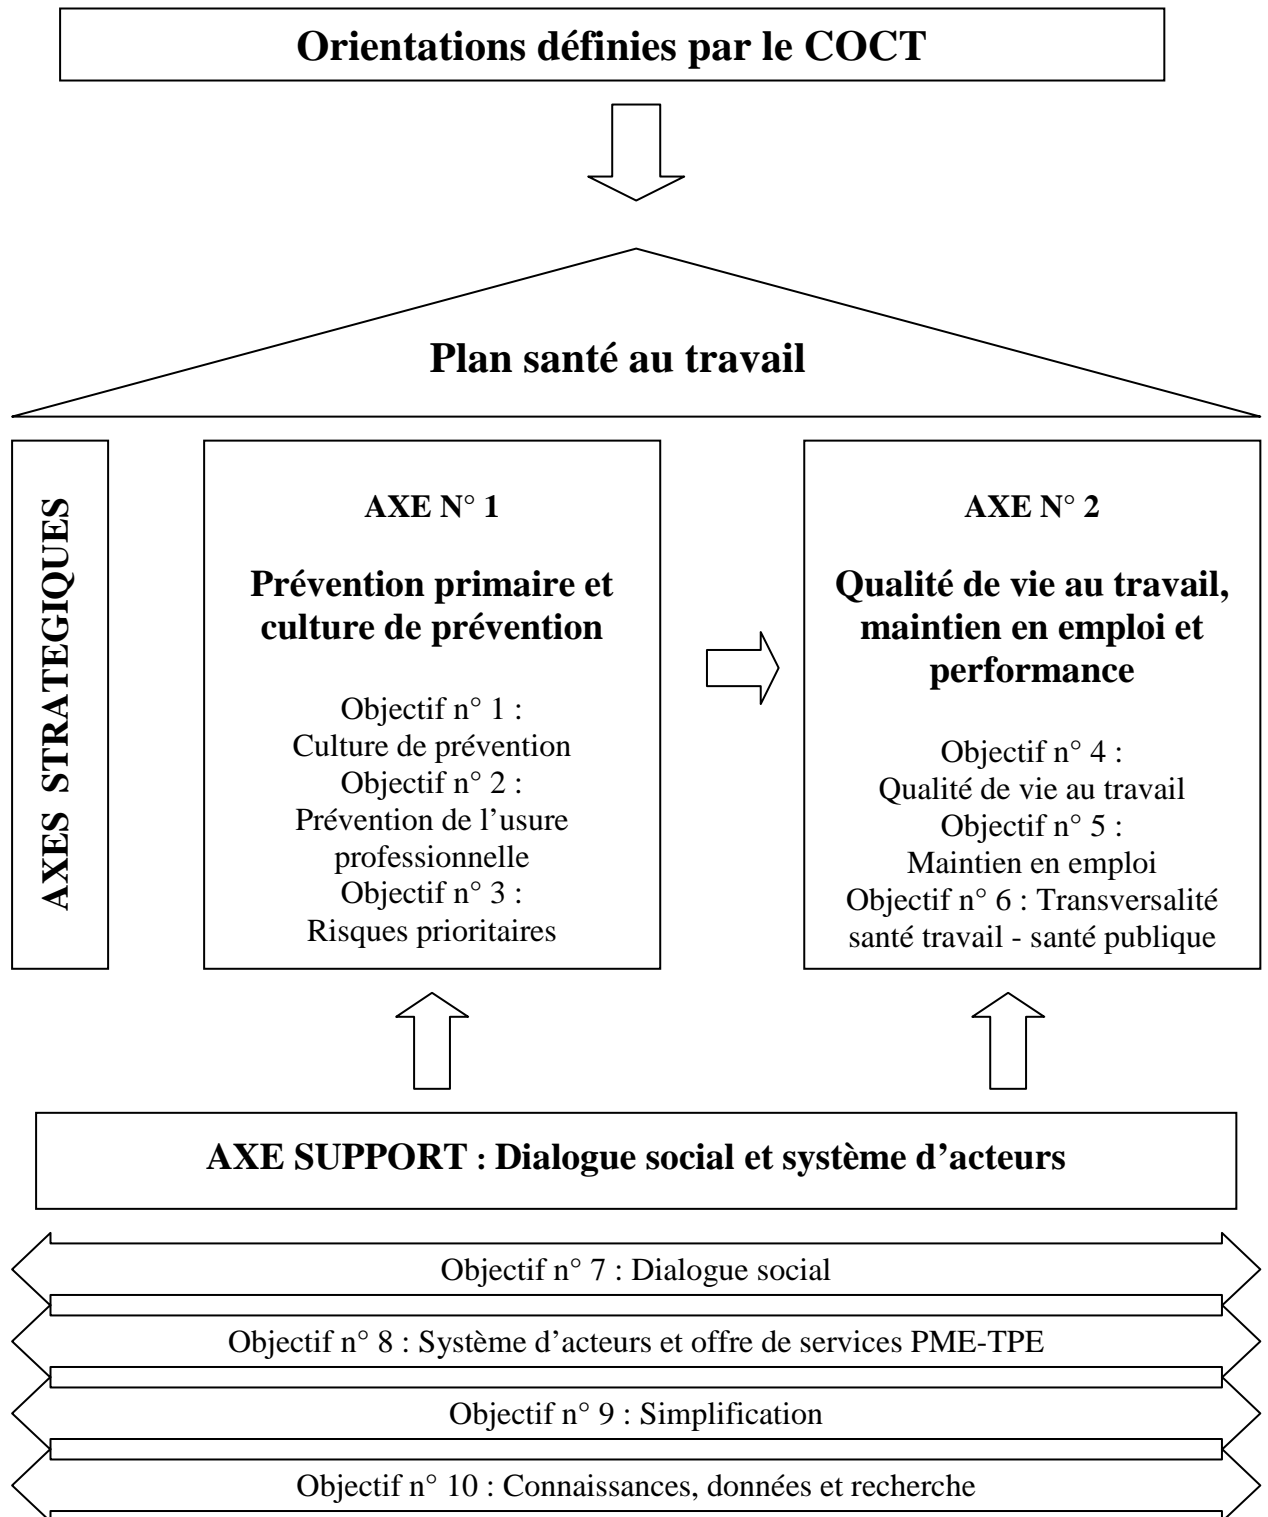 Orientations définies par le COCT
Plan santé au travail
AXES STRATEGIQUES
AXE N° 1
Prévention primaire et
culture de prévention
Objectif n° 1 :
Culture de prévention
Objectif n° 2 :
Prévention de l’usure
professionnelle
Objectif n° 3 :
Risques prioritaires
AXE N° 2
Qualité de vie au travail,
maintien en emploi et
performance
Objectif n° 4 :
Qualité de vie au travail
Objectif n° 5 :
Maintien en emploi
Objectif n° 6 : Transversalité
santé travail - santé publique
AXE SUPPORT : Dialogue social et système d’acteurs
Objectif n° 7 : Dialogue social
Objectif n° 8 : Système d’acteurs et offre de services PME-TPE
Objectif n° 9 : Simplification
Objectif n° 10 : Connaissances, données et recherche